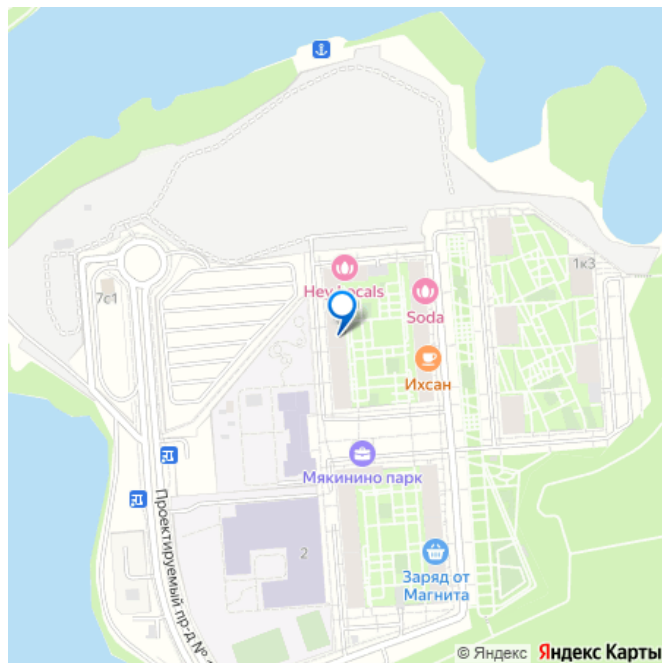 1к3
Hey Locals
7с1
Soda
Ихсан
Мякинино парк
Проектируемый пр-д №
2
Заряд от
Магнита
© Яндекс Яндекс Карты